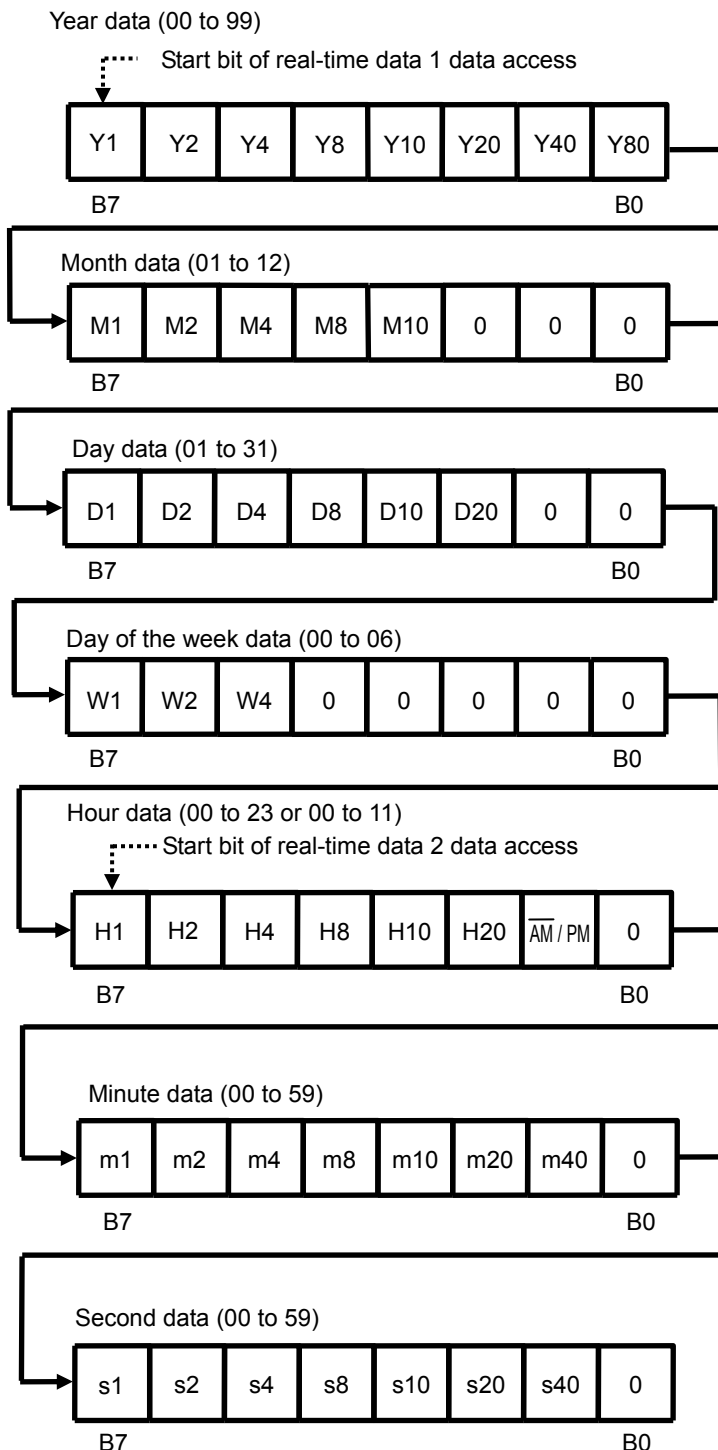 Year data (00 to 99)
Start bit of real-time data 1 data access
Y1 Y2 Y4 Y8 Y10 Y20 Y40 Y80
B7 B0
Month data (01 to 12)
M1 M2 M4 M8 M10 0 0 0
B7 B0
Day data (01 to 31)
D1 D2 D4 D8 D10 D20 0 0
B7 B0
Day of the week data (00 to 06)
W1 W2 W4 0 0 0 0 0
B7 B0
Hour data (00 to 23 or 00 to 11)
Start bit of real-time data 2 data access
H1 H2 H4 H8 H10 H20 A̅M̅ / PM 0
B7 B0
Minute data (00 to 59)
m1 m2 m4 m8 m10 m20 m40 0
B7 B0
Second data (00 to 59)
s1 s2 s4 s8 s10 s20 s40 0
B7 B0